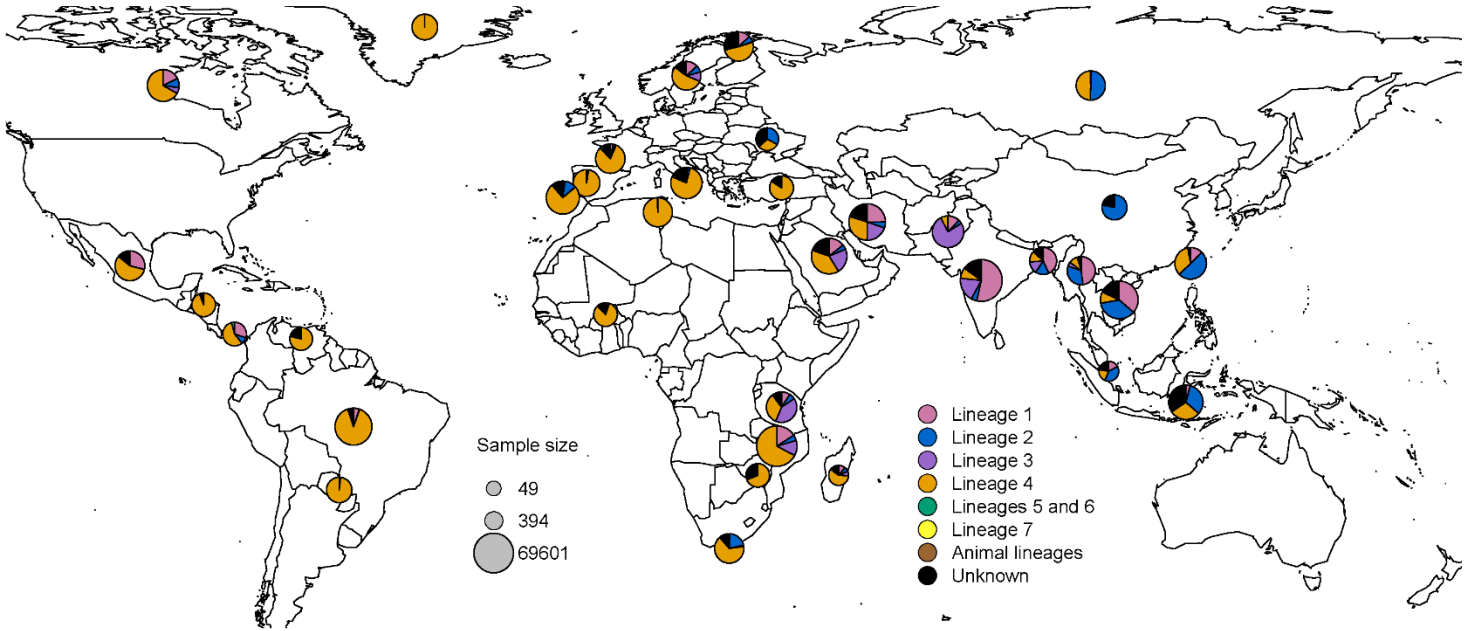 Sample size
49
394
69601
Lineage 1
Lineage 2
Lineage 3
Lineage 4
Lineages 5 and 6
Lineage 7
Animal lineages
Unknown